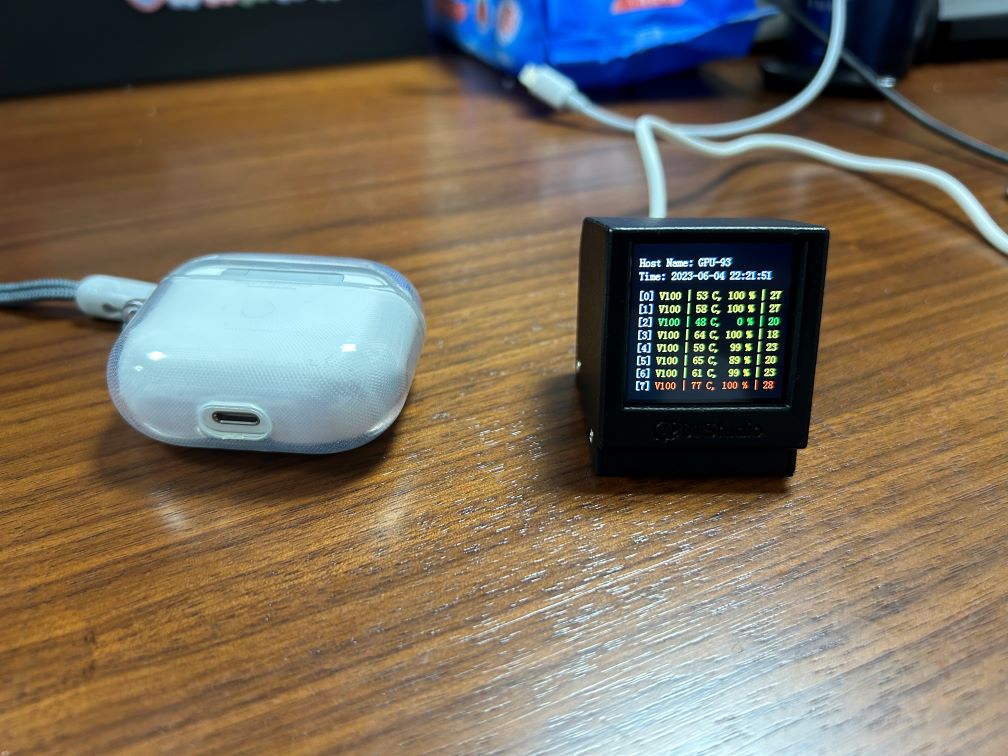 Host Name: GPU-93
Time: 2023-06-04 22:21:51
[0] V100 | 53 C, 100 % | 27
[1] V100 | 58 C, 100 % | 27
[2] V100 | 48 C, 0 % | 20
[3] V100 | 64 C, 100 % | 18
[4] V100 | 59 C, 99 % | 23
[5] V100 | 65 C, 89 % | 20
[6] V100 | 61 C, 99 % | 23
[7] V100 | 77 C, 100 % | 28
01Studio